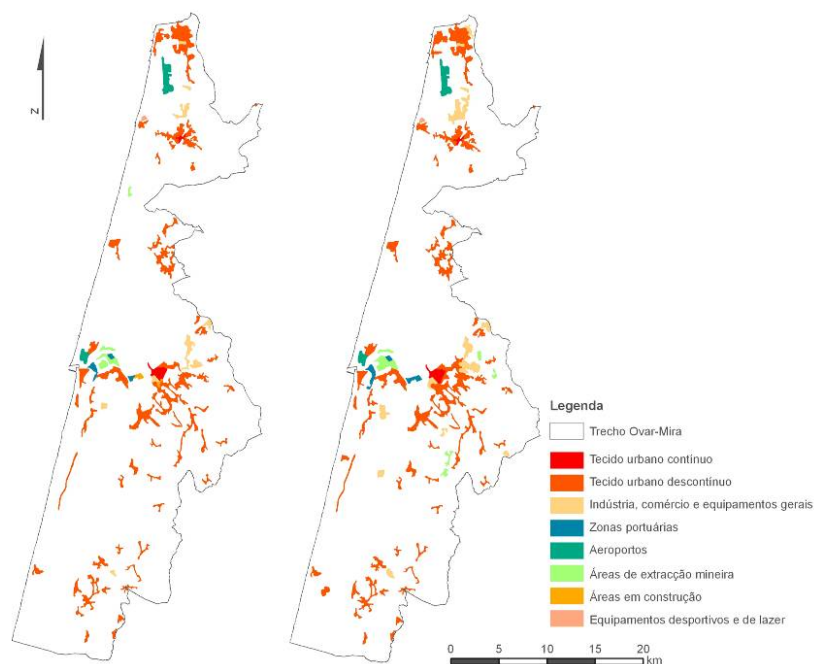 N
Legenda
Trecho Ovar-Mira
Tecido urbano contínuo
Tecido urbano descontínuo
Indústria, comércio e equipamentos gerais
Zonas portuárias
Aeroportos
Áreas de extracção mineira
Áreas em construção
Equipamentos desportivos e de lazer
0 5 10 15 20
km